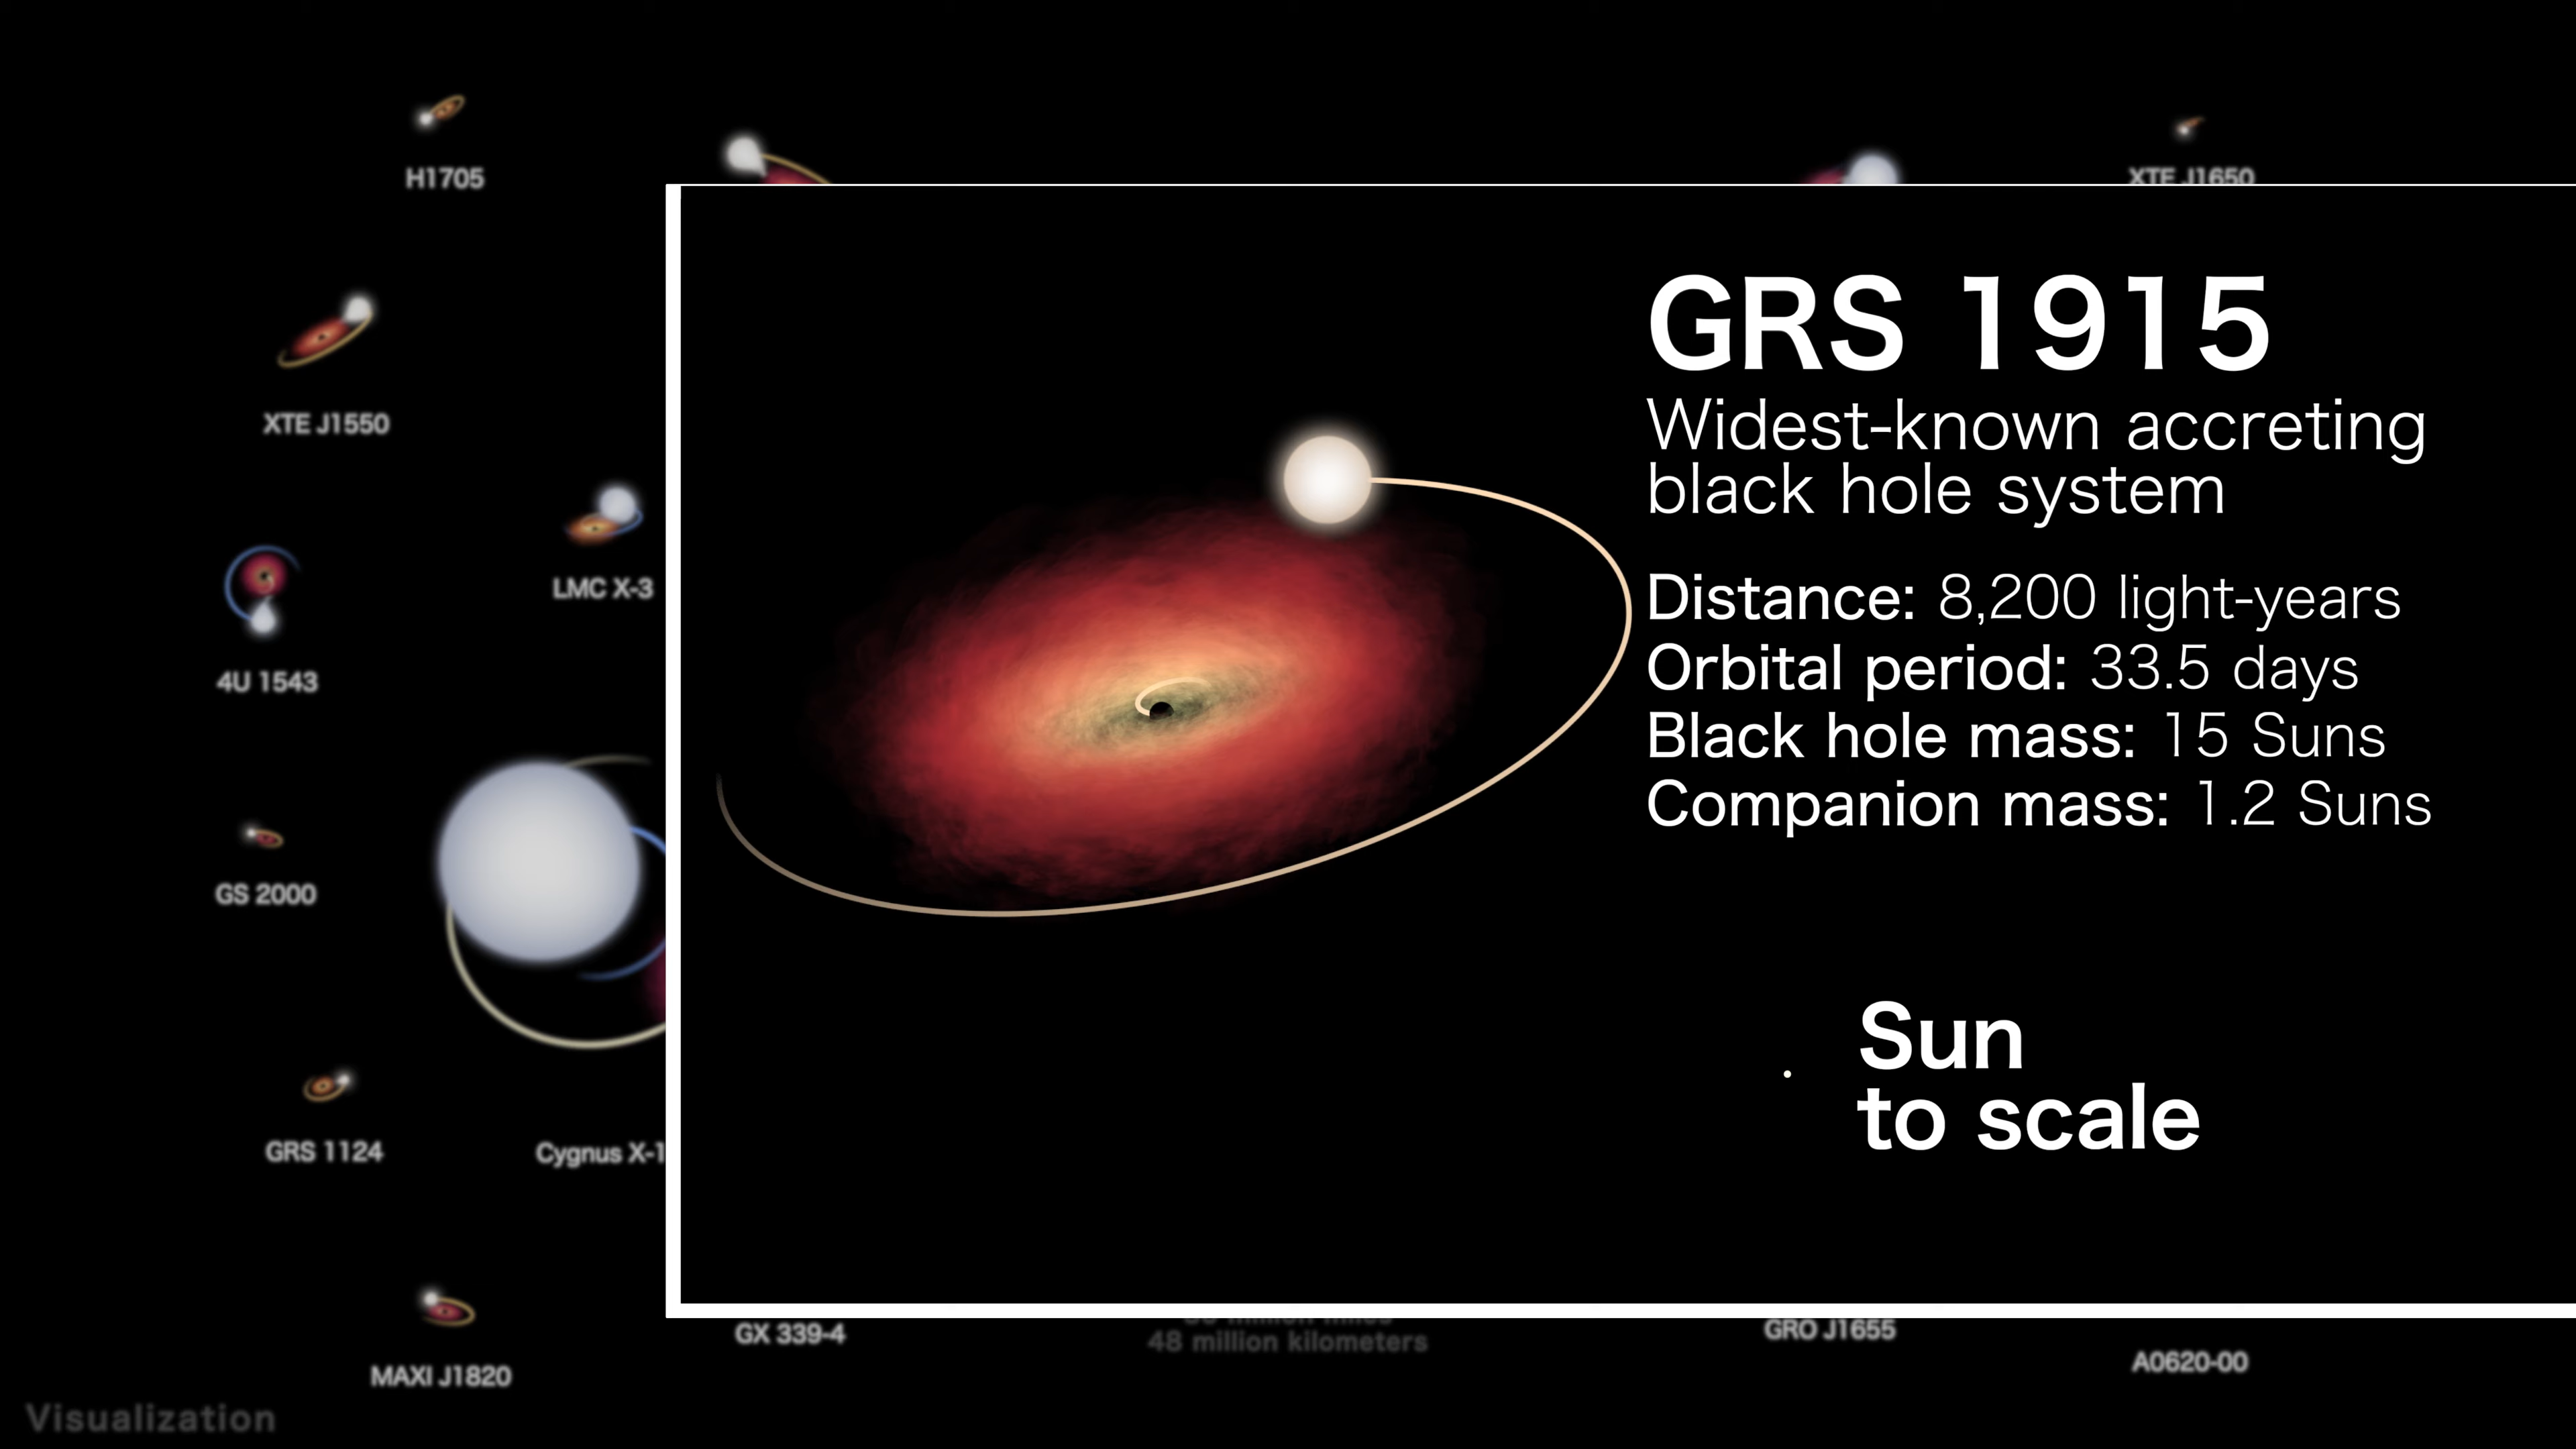 H1705
XTE J1650
XTE J1550
LMC X-3
4U 1543
GS 2000
GRS 1124
Cygnus X-1
MAXI J1820
GRS 1915
Widest-known accreting
black hole system
Distance: 8,200 light-years
Orbital period: 33.5 days
Black hole mass: 15 Suns
Companion mass: 1.2 Suns
Sun
to scale
GX 339-4
48 million kilometers
GRO J1655
A0620-00
Visualization